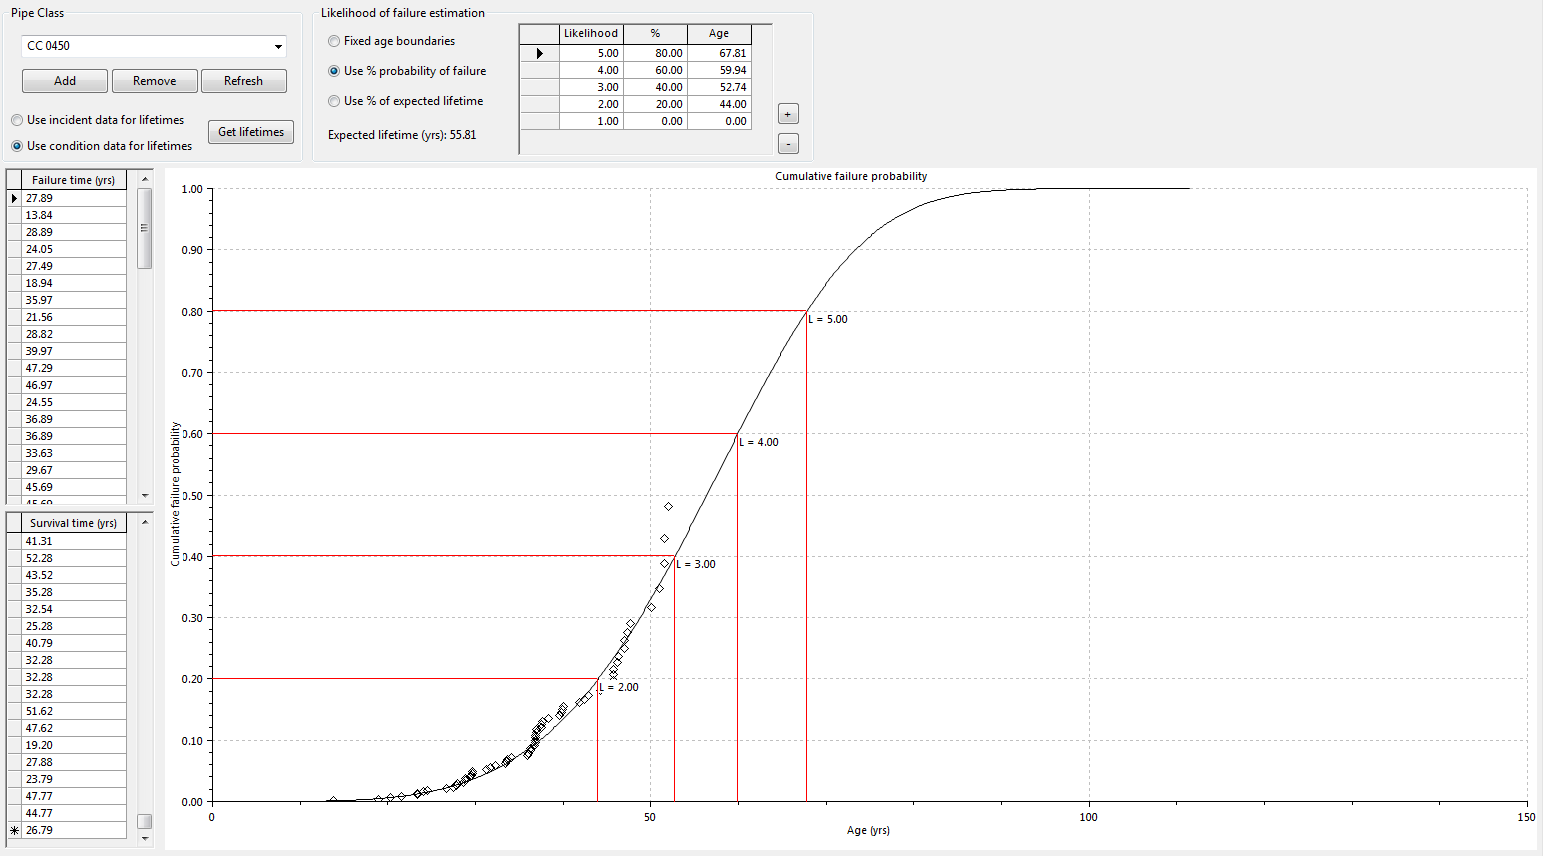 Pipe Class
CC 0450
Add Remove Refresh
Use incident data for lifetimes
Use condition data for lifetimes
Get lifetimes
Likelihood of failure estimation
Fixed age boundaries
Use % probability of failure
Use % of expected lifetime
Expected lifetime (yrs): 55.81
Likelihood % Age
5.00 80.00 67.81
4.00 60.00 59.94
3.00 40.00 52.74
2.00 20.00 44.00
1.00 0.00 0.00
+
-
Failure time (yrs)
27.89
13.84
28.89
24.05
27.49
18.94
35.97
21.56
28.82
39.97
47.29
46.97
24.55
36.89
36.89
33.63
29.67
45.69
45.69
Survival time (yrs)
41.31
52.28
43.52
35.28
32.54
25.28
40.79
32.28
32.28
32.28
51.62
47.62
19.20
27.88
23.79
47.77
44.77
26.79
Cumulative failure probability
Cumulative failure probability
1.00
0.90
0.80
0.70
0.60
0.50
0.40
0.30
0.20
0.10
0.00
L = 5.00
L = 4.00
L = 3.00
L = 2.00
0 50 100 150
Age (yrs)